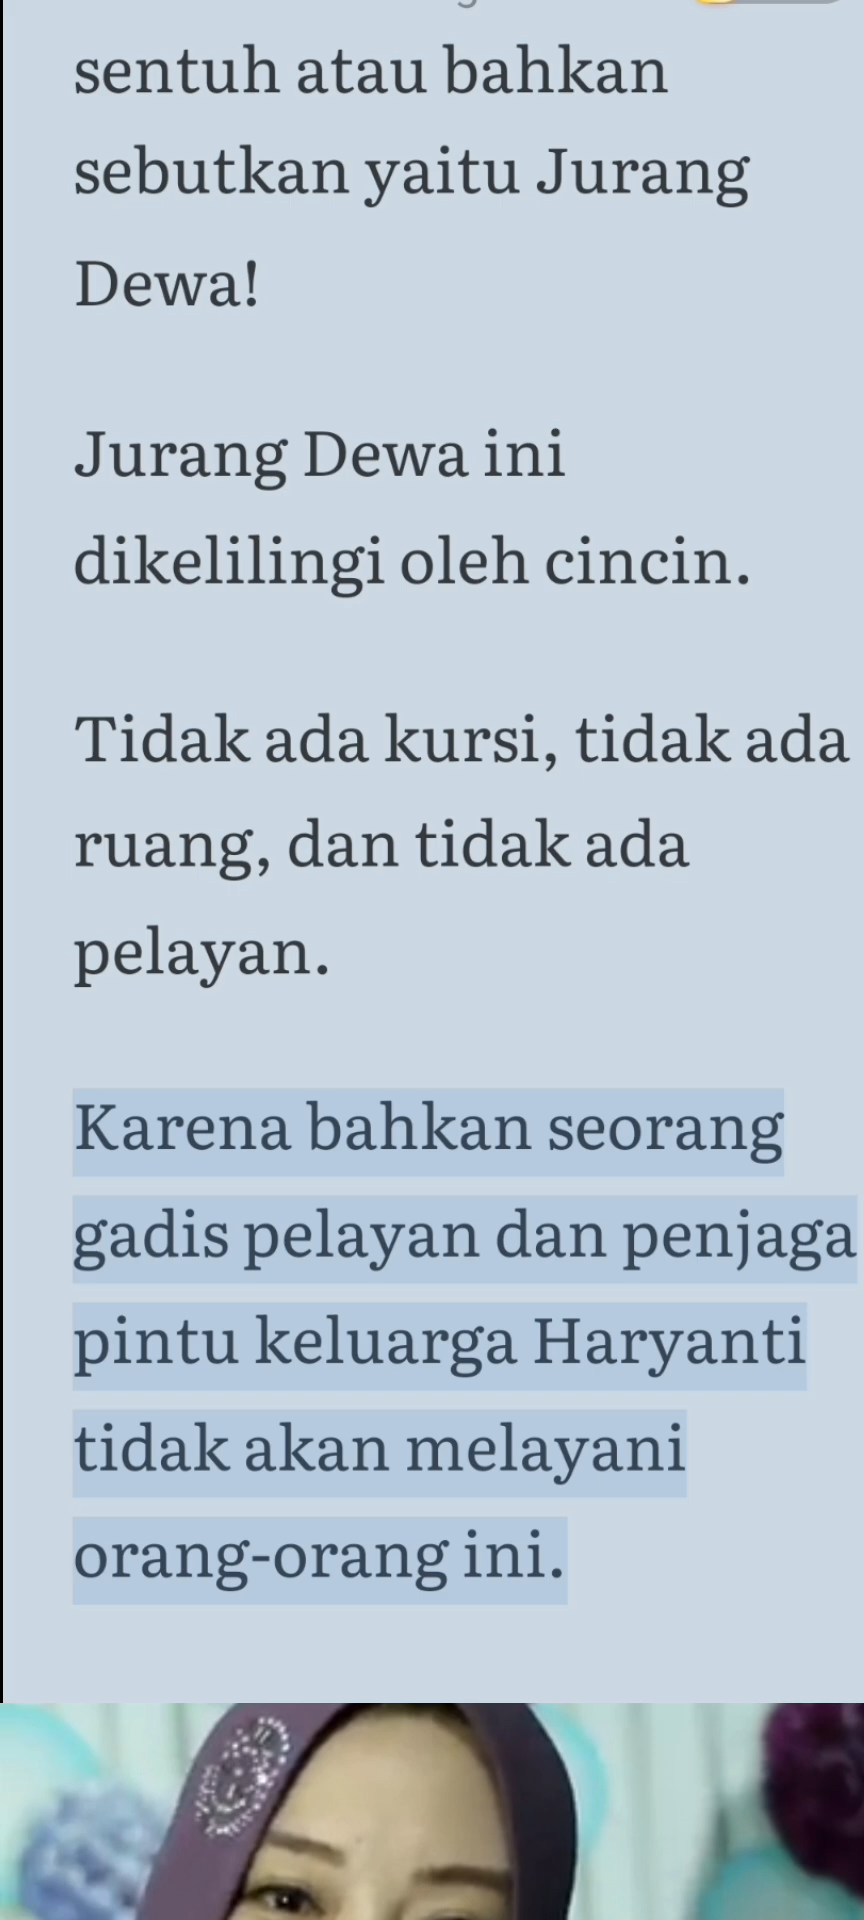 sentuh atau bahkan
sebutkan yaitu Jurang
Dewa!
Jurang Dewa ini
dikelilingi oleh cincin.
Tidak ada kursi, tidak ada
ruang, dan tidak ada
pelayan.
Karena bahkan seorang
gadis pelayan dan penjaga
pintu keluarga Haryanti
tidak akan melayani
orang-orang ini.